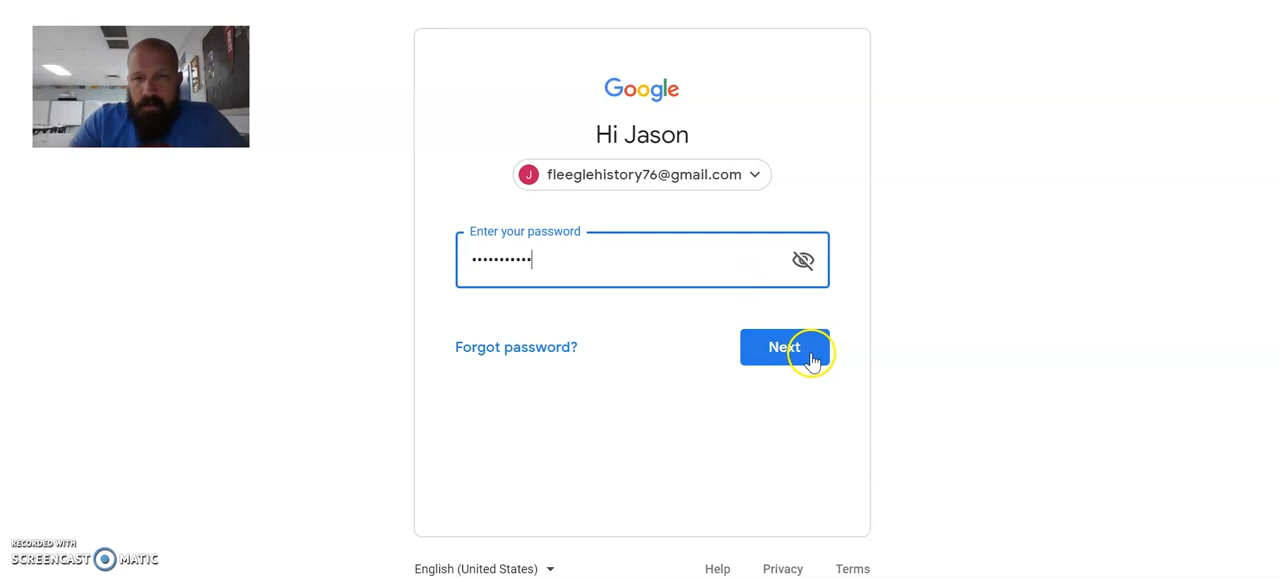 Google
Hi Jason
J fleeglehistory76@gmail.com
Enter your password
•••••••••••
Forgot password?
Next
RECORDED WITH
SCREENCAST MATIC
English (United States)
Help Privacy Terms